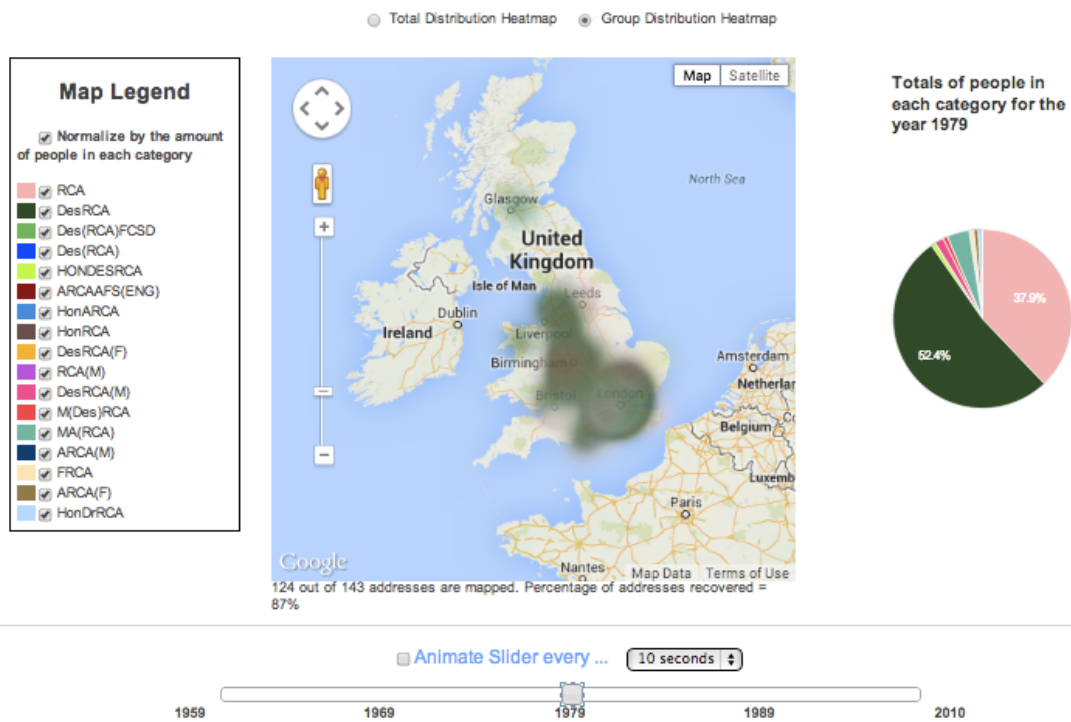 Total Distribution Heatmap Group Distribution Heatmap
Map Legend
Normalize by the amount
of people in each category
RCA
DesRCA
Des(RCA)FCSD
Des(RCA)
HONDESRCA
ARCAAFS(ENG)
HonARCA
HonRCA
DesRCA(F)
RCA(M)
DesRCA(M)
M(Des)RCA
MA(RCA)
ARCA(M)
FRCA
ARCA(F)
HonDrRCA
Map Satellite
North Sea
Glasgow
United
Kingdom
Isle of Man
Leeds
Dublin
Ireland
Liverpool
Birmingham
Amsterdam
Netherlar
Bristol
London
Belgium
Co
Luxemb
Paris
Nantes
Google
Map Data Terms of Use
124 out of 143 addresses are mapped. Percentage of addresses recovered =
87%
Totals of people in
each category for the
year 1979
37.9%
52.4%
Animate Slider every ... 10 seconds
1959 1969 1979 1989 2010